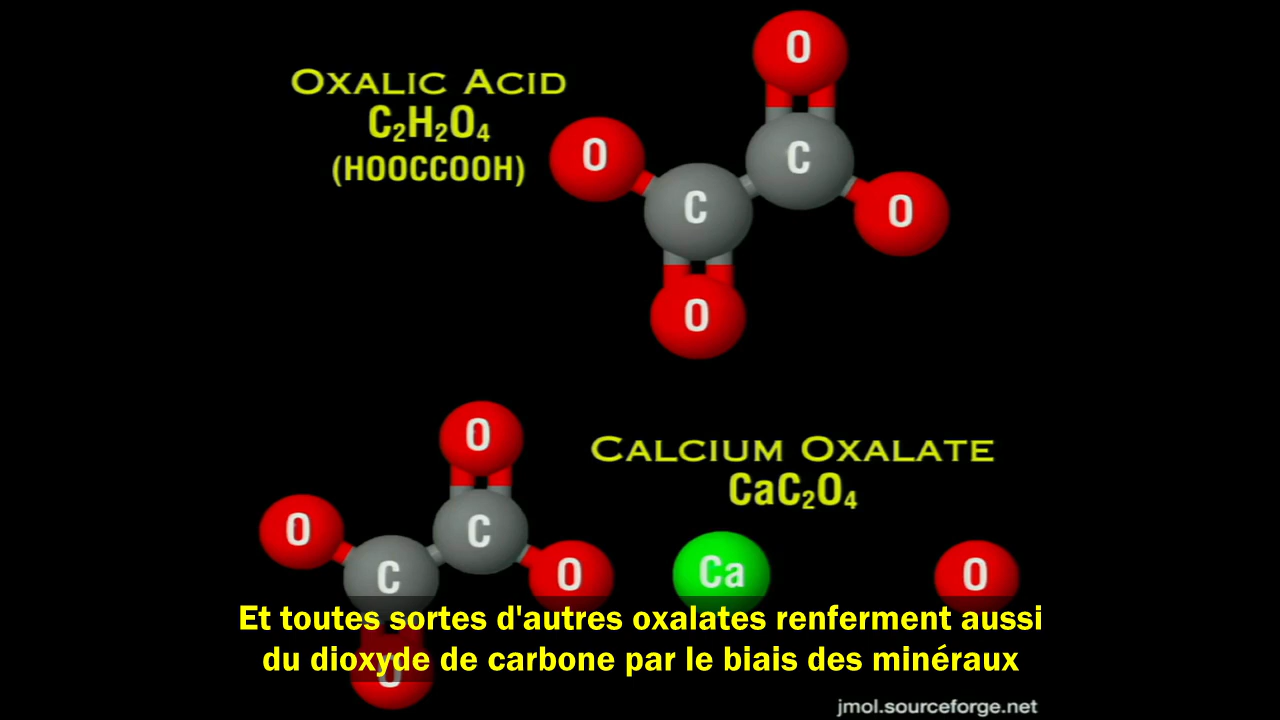 OXALIC ACID
C₂H₂O₄
(HOOCCOOH)
O
O
C
C
O
O
CALCIUM OXALATE
CaC₂O₄
O
O
C
C
O
Ca
O
O
Et toutes sortes d'autres oxalates renferment aussi
du dioxyde de carbone par le biais des minéraux
jmol.sourceforge.net